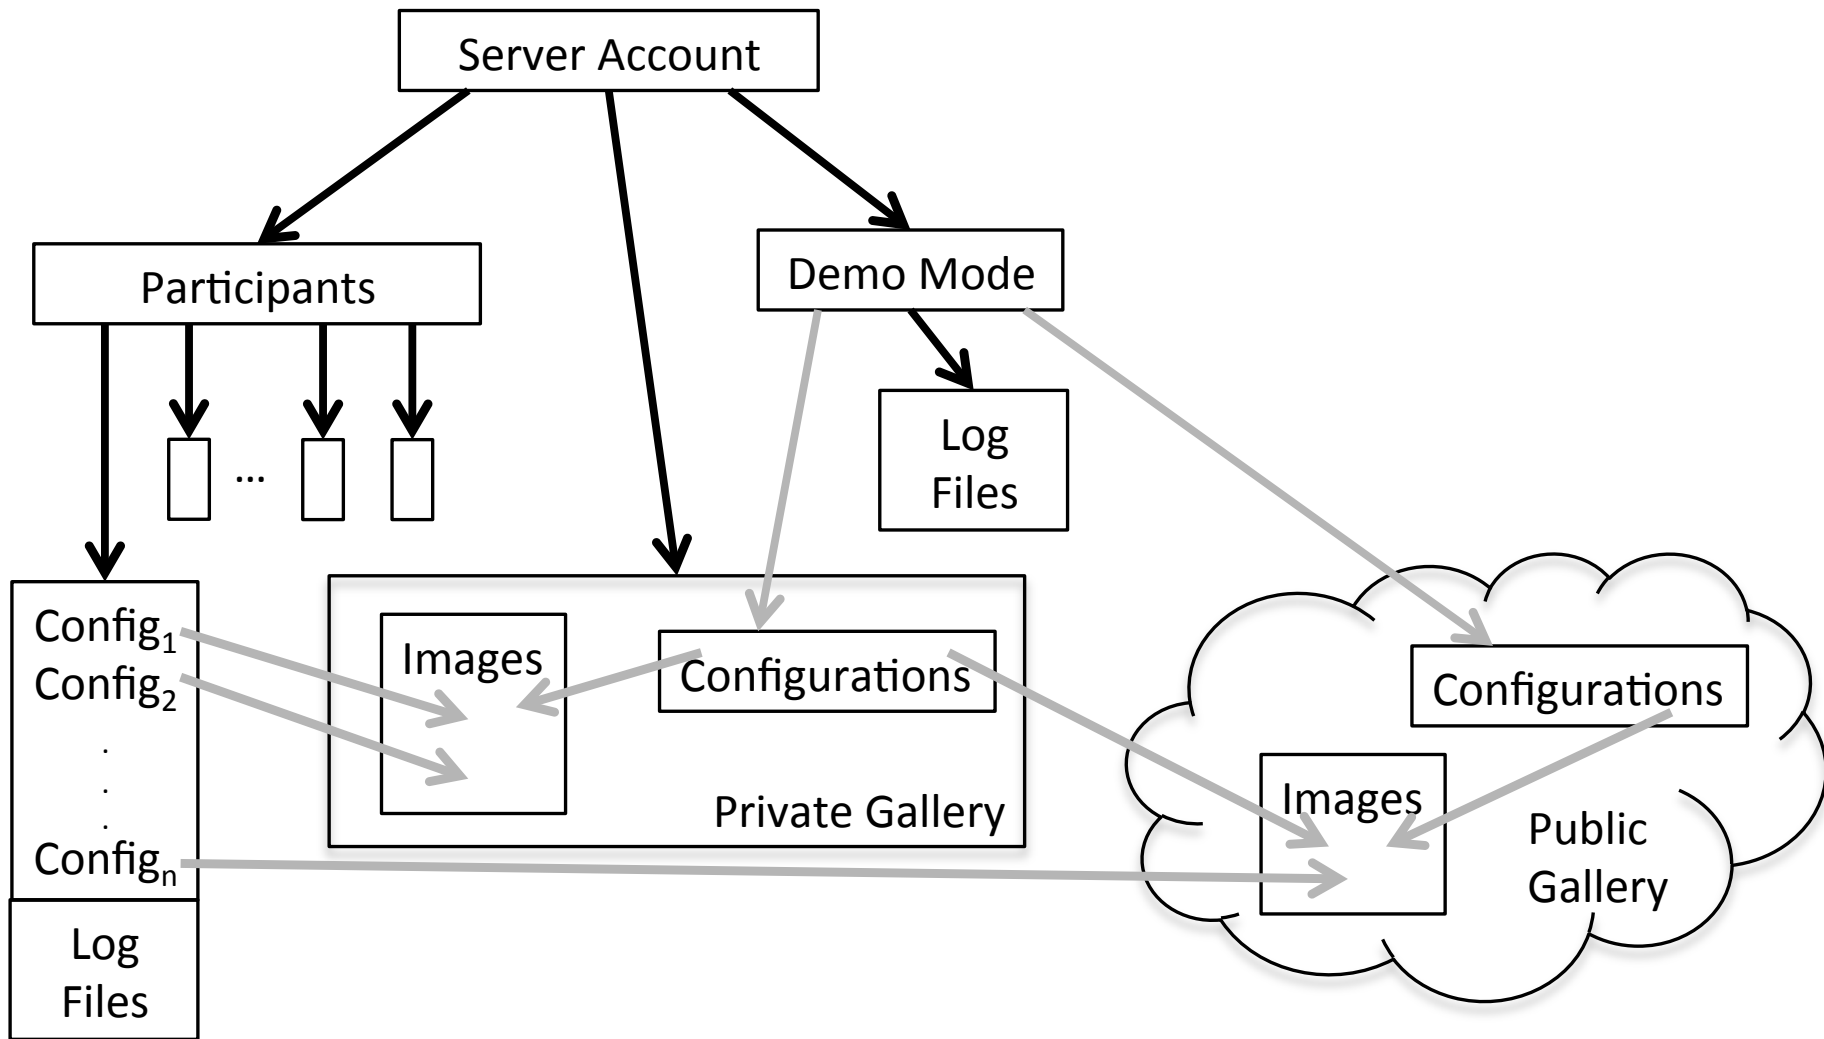 Server Account
Participants
Demo Mode
...
Log
Files
Config1
Config2
.
.
.
Confign
Log
Files
Images
Configurations
Private Gallery
Configurations
Images
Public
Gallery